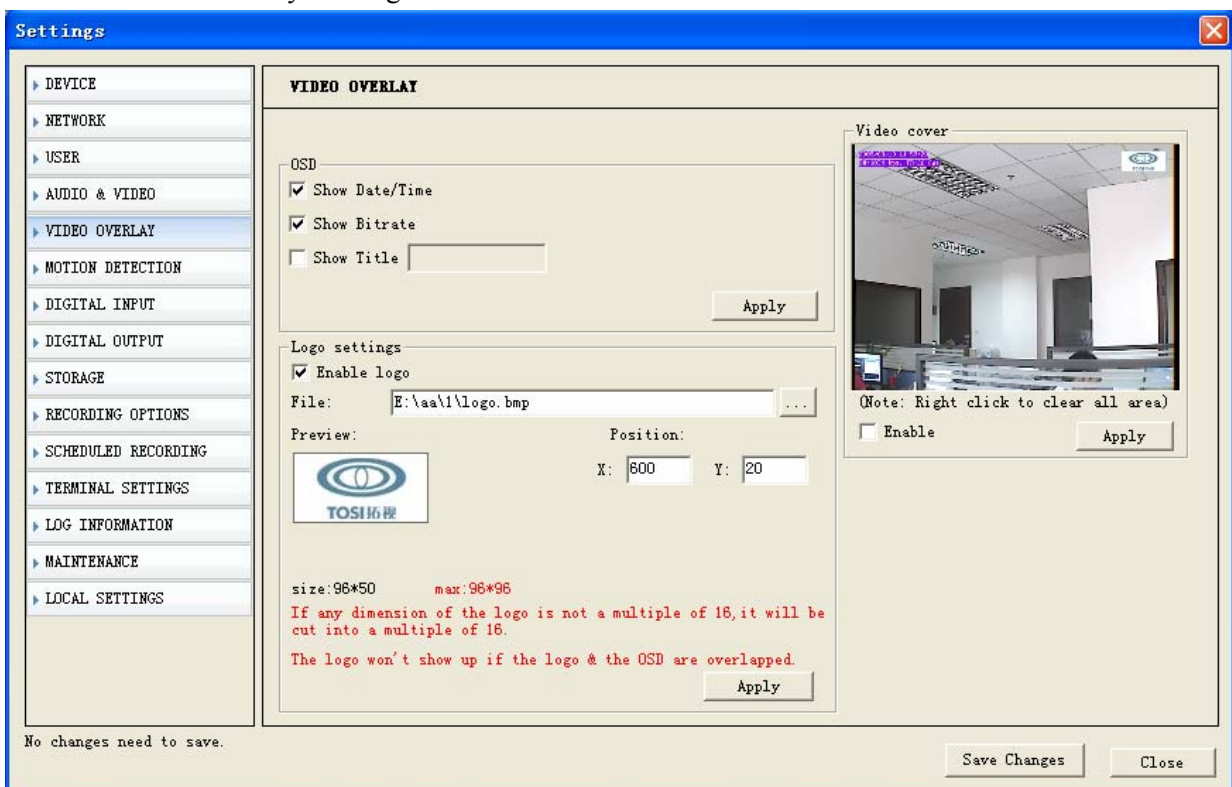 Settings
DEVICE
NETWORK
USER
AUDIO & VIDEO
VIDEO OVERLAY
MOTION DETECTION
DIGITAL INPUT
DIGITAL OUTPUT
STORAGE
RECORDING OPTIONS
SCHEDULED RECORDING
TERMINAL SETTINGS
LOG INFORMATION
MAINTENANCE
LOCAL SETTINGS
VIDEO OVERLAY
OSD
Show Date/Time
Show Bitrate
Show Title
Apply
Logo settings
Enable logo
File: E:\aa\1\logo.bmp ...
Preview: Position:
X: 600 Y: 20
TOSI拓视
size:96*50 max:96*96
If any dimension of the logo is not a multiple of 16,it will be
cut into a multiple of 16.
The logo won't show up if the logo & the OSD are overlapped.
Apply
Video cover
(Note: Right click to clear all area)
Enable Apply
No changes need to save.
Save Changes Close